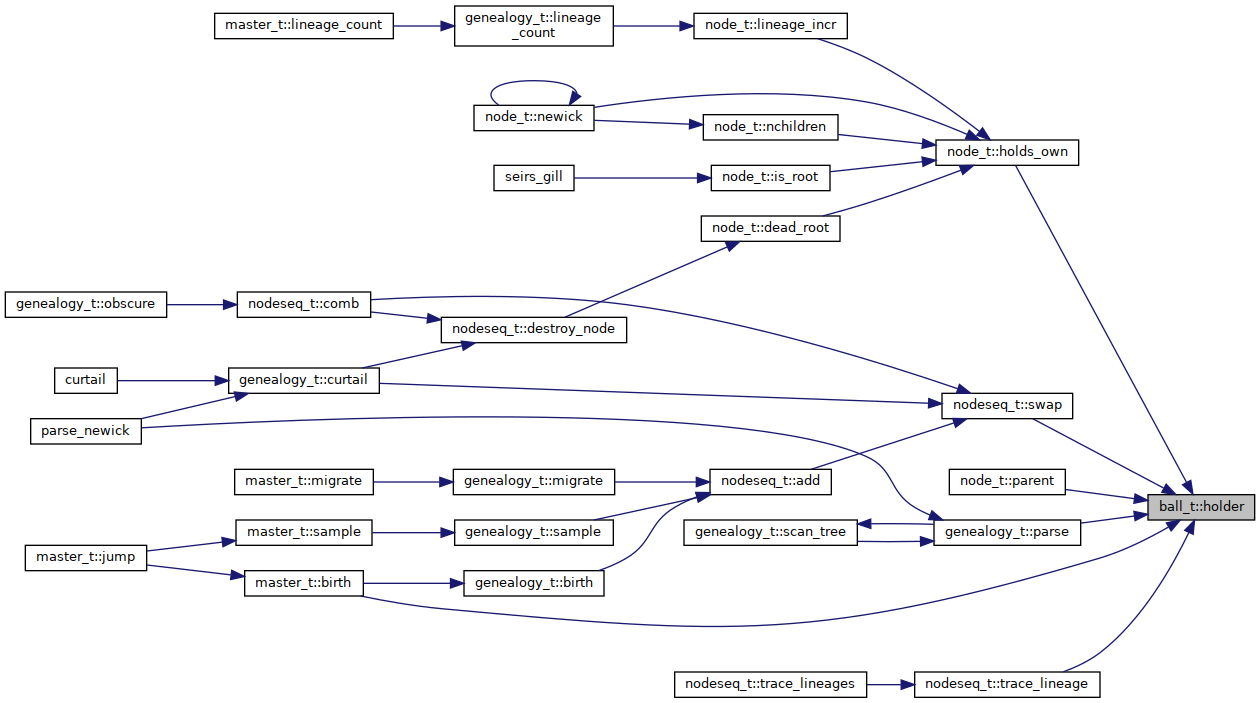 master_t::lineage_count
genealogy_t::lineage
_count
node_t::lineage_incr
node_t::newick
node_t::nchildren
node_t::holds_own
seirs_gill
node_t::is_root
node_t::dead_root
genealogy_t::obscure
nodeseq_t::comb
nodeseq_t::destroy_node
curtail
genealogy_t::curtail
nodeseq_t::swap
parse_newick
master_t::migrate
genealogy_t::migrate
nodeseq_t::add
node_t::parent
ball_t::holder
master_t::sample
genealogy_t::sample
genealogy_t::scan_tree
genealogy_t::parse
master_t::jump
master_t::birth
genealogy_t::birth
nodeseq_t::trace_lineages
nodeseq_t::trace_lineage